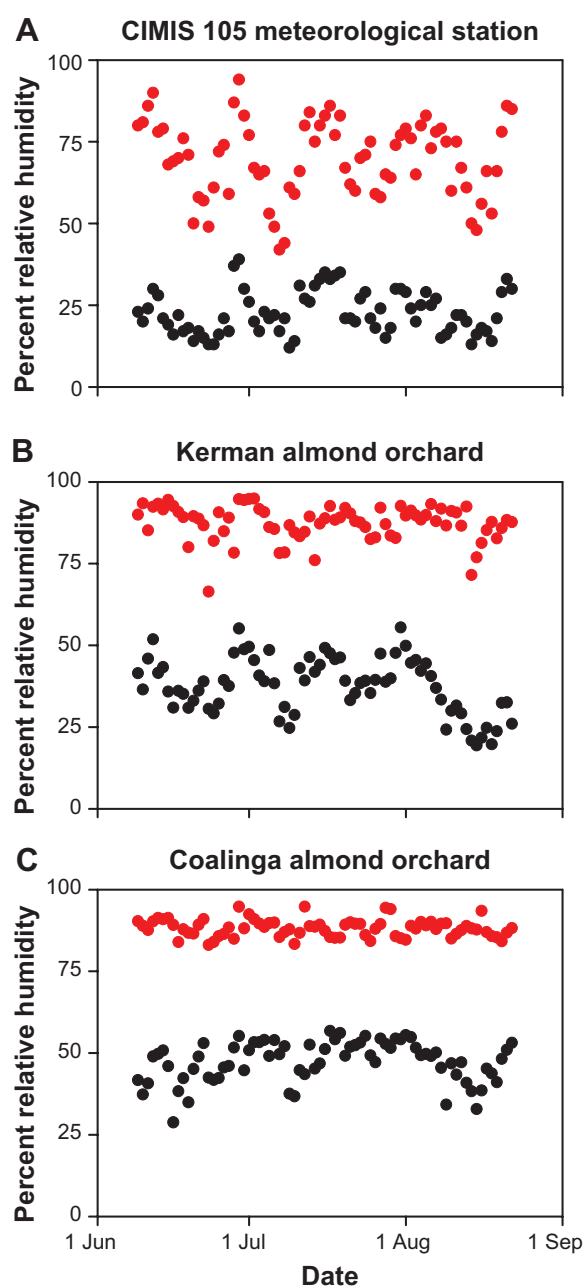 A CIMIS 105 meteorological station
Percent relative humidity
100
75
50
25
0
B Kerman almond orchard
Percent relative humidity
100
75
50
25
0
C Coalinga almond orchard
Percent relative humidity
100
75
50
25
0
1 Jun 1 Jul 1 Aug 1 Sep
Date